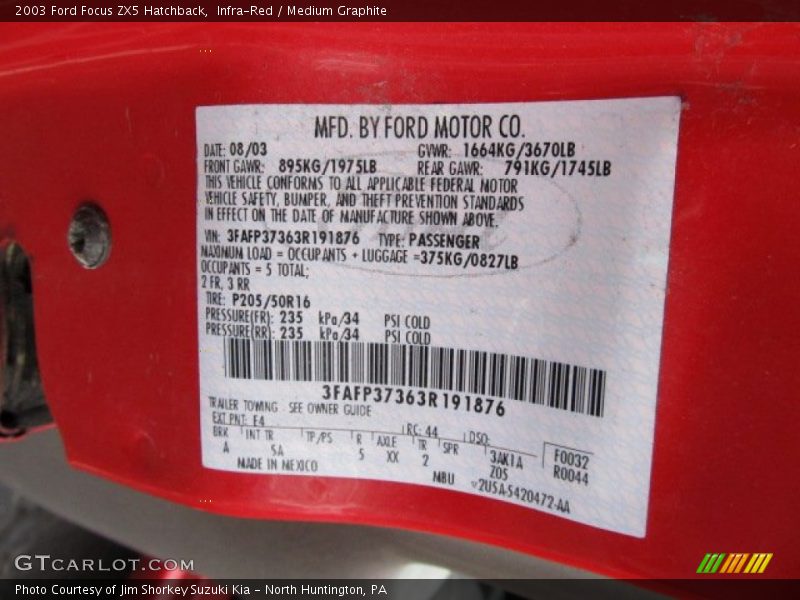 2003 Ford Focus ZX5 Hatchback,  Infra-Red / Medium Graphite
MFD. BY FORD MOTOR CO.
DATE: 08/03 GVWR: 1664KG/3670LB
FRONT GAWR: 895KG/1975LB REAR GAWR: 791KG/1745LB
THIS VEHICLE CONFORMS TO ALL APPLICABLE FEDERAL MOTOR
VEHICLE SAFETY, BUMPER, AND THEFT PREVENTION STANDARDS
IN EFFECT ON THE DATE OF MANUFACTURE SHOWN ABOVE.
VIN: 3FAFP37363R191876 TYPE: PASSENGER
MAXIMUM LOAD = OCCUPANTS + LUGGAGE =375KG/0827LB
OCCUPANTS = 5 TOTAL;
2 FR, 3 RR
TIRE: P205/50R16
PRESSURE(FR): 235 kPa/34 PSI COLD
PRESSURE(RR): 235 kPa/34 PSI COLD
3FAFP37363R191876
TRAILER TOWING - SEE OWNER GUIDE
EXT PNT: E4 RC: 44 DSO:
BRK INT TR TP/PS R AXLE TR SPR 3AK1A F0032
A SA 5 XX 2 Z05 R0044
MADE IN MEXICO MBU 2U5A-5420472-AA
GTCARLOT.COM
Photo Courtesy of Jim Shorkey Suzuki Kia - North Huntington, PA